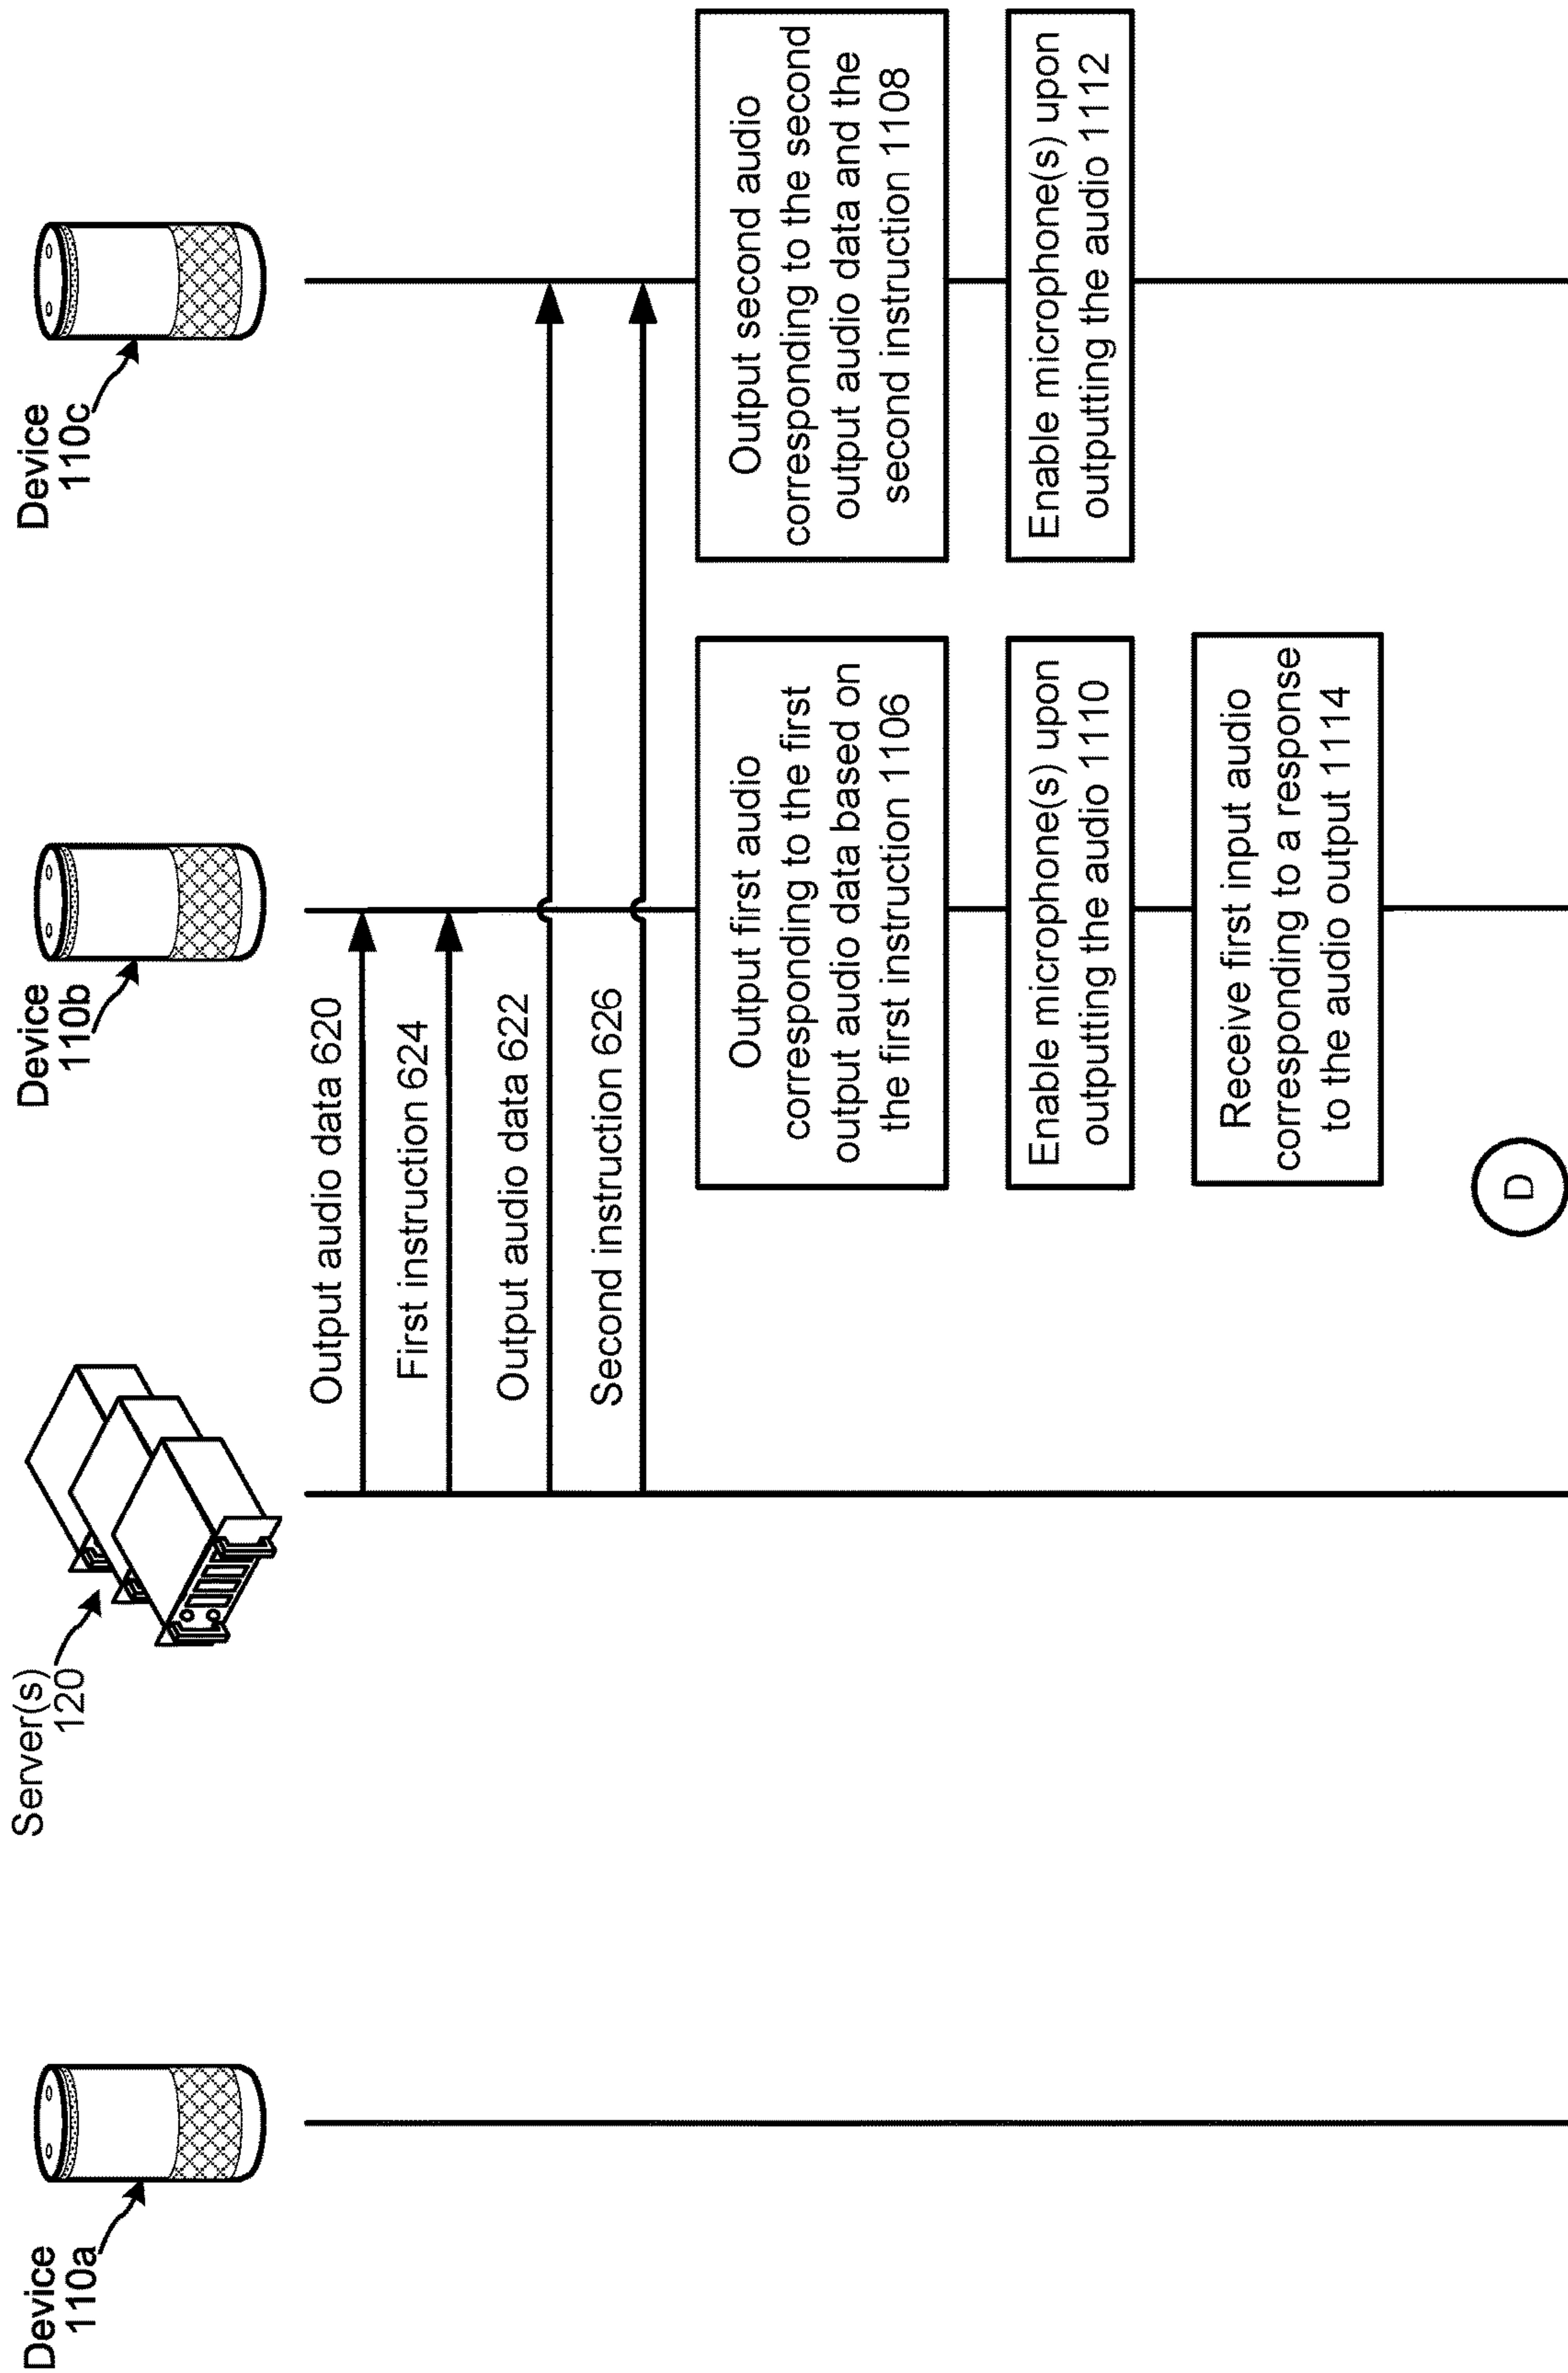 Device
110a
Server(s)
120
Device
110b
Device
110c
Output audio data 620
First instruction 624
Output audio data 622
Second instruction 626
Output first audio
corresponding to the first
output audio data based on
the first instruction 1106
Output second audio
corresponding to the second
output audio data and the
second instruction 1108
Enable microphone(s) upon
outputting the audio 1110
Enable microphone(s) upon
outputting the audio 1112
Receive first input audio
corresponding to a response
to the audio output 1114
D